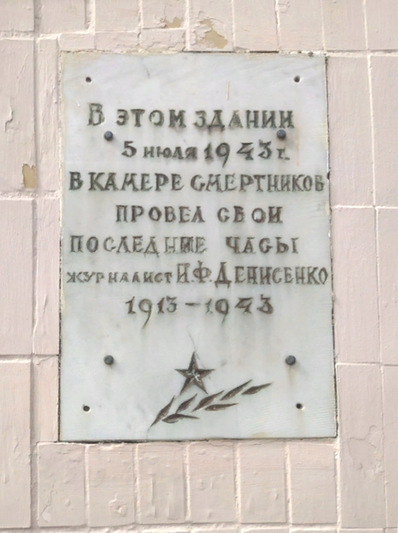 В ЭТОМ ЗДАНИИ
5 июля 1943 г.
В КАМЕРЕ СМЕРТНИКОВ
ПРОВЕЛ СВОИ
ПОСЛЕДНИЕ ЧАСЫ
ЖУРНАЛИСТ И.Ф. ДЕНИСЕНКО
1913 – 1943